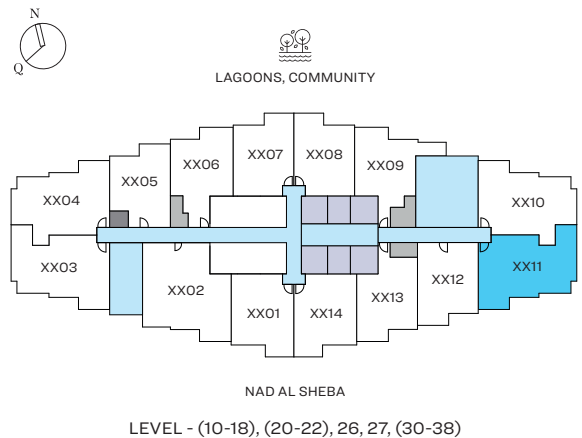 N
Q
LAGOONS, COMMUNITY
XX07 XX08
XX06 XX09
XX05
XX04 XX10
XX03 XX11
XX02 XX12
XX13
XX01 XX14
NAD AL SHEBA
LEVEL - (10-18), (20-22), 26, 27, (30-38)